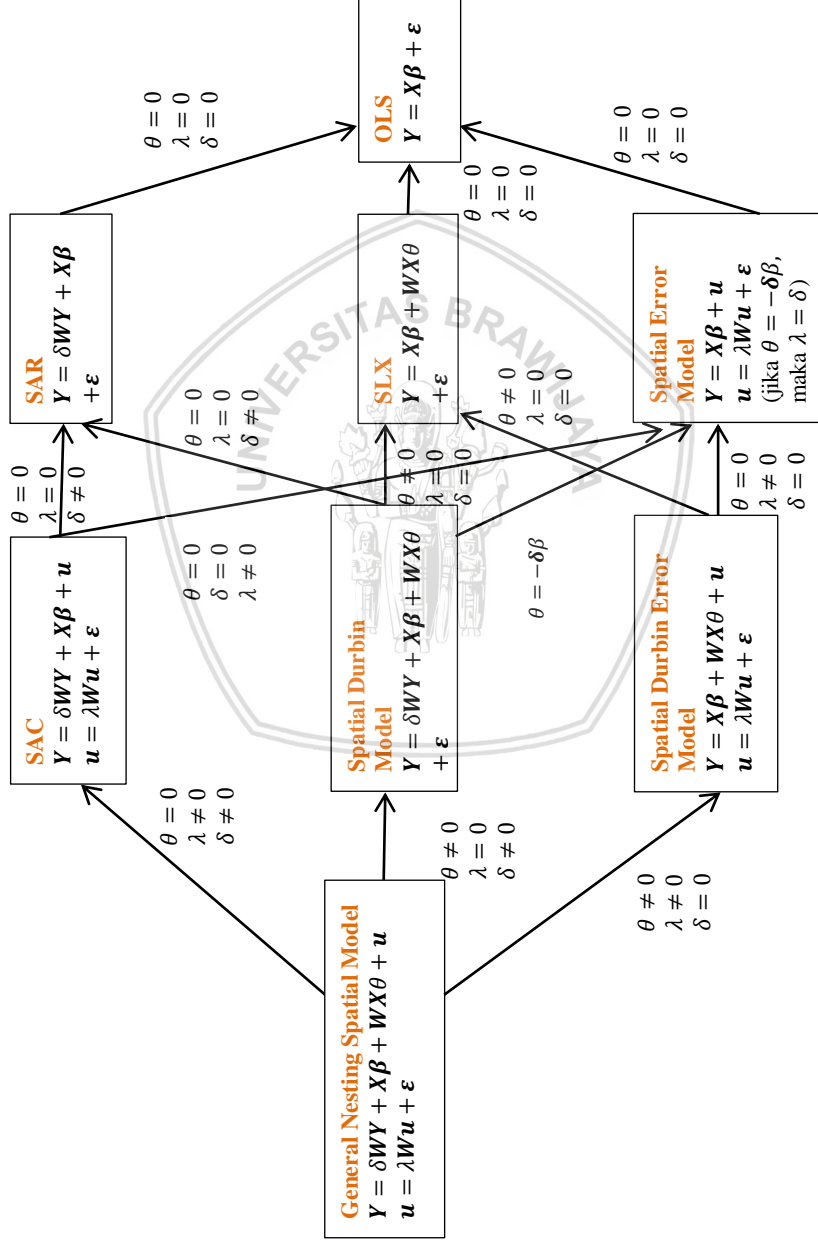 General Nesting Spatial Model
Y = δWY + Xβ + WXθ + u
u = λWu + ε
θ = 0
λ ≠ 0
δ ≠ 0
θ ≠ 0
λ = 0
δ ≠ 0
θ ≠ 0
λ ≠ 0
δ = 0
SAC
Y = δWY + Xβ + u
u = λWu + ε
Spatial Durbin
Model
Y = δWY + Xβ + WXθ
+ ε
Spatial Durbin Error
Model
Y = Xβ + WXθ + u
u = λWu + ε
θ = 0
λ = 0
δ ≠ 0
θ = 0
δ = 0
λ ≠ 0
θ = 0
λ = 0
δ ≠ 0
θ ≠ 0
λ = 0
δ = 0
θ = −δβ
θ ≠ 0
λ = 0
δ = 0
θ = 0
λ ≠ 0
δ = 0
SAR
Y = δWY + Xβ
+ ε
SLX
Y = Xβ + WXθ
+ ε
Spatial Error
Model
Y = Xβ + u
u = λWu + ε
(jika θ = −δβ,
maka λ = δ)
θ = 0
λ = 0
δ = 0
θ = 0
λ = 0
δ = 0
θ = 0
λ = 0
δ = 0
OLS
Y = Xβ + ε
UNIVERSITAS BRAWIJAYA